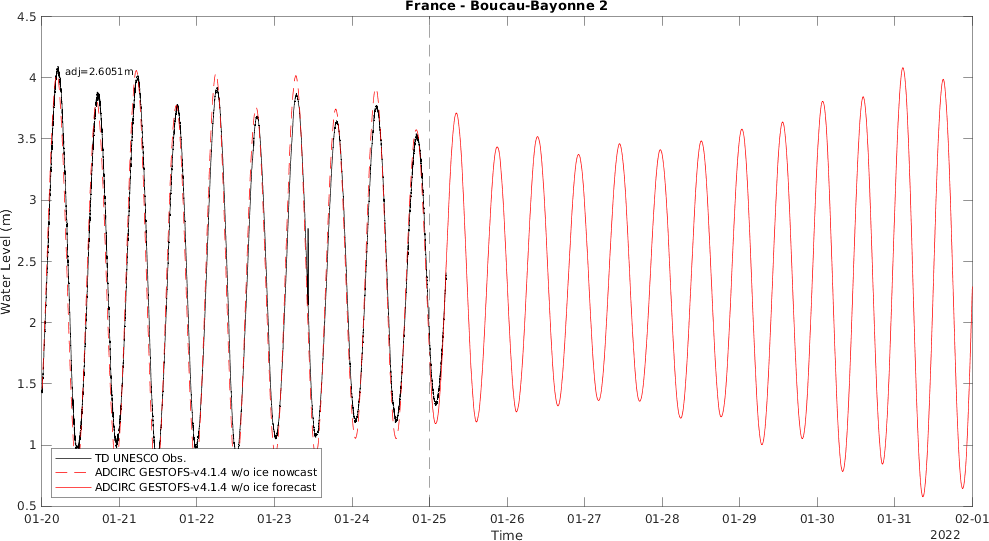 France - Boucau-Bayonne 2
4.5
4
3.5
3
2.5
2
1.5
1
0.5
Water Level (m)
adj=2.6051m
TD UNESCO Obs.
ADCIRC GESTOFS-v4.1.4 w/o ice nowcast
ADCIRC GESTOFS-v4.1.4 w/o ice forecast
01-20 01-21 01-22 01-23 01-24 01-25 01-26 01-27 01-28 01-29 01-30 01-31 02-01
Time
2022